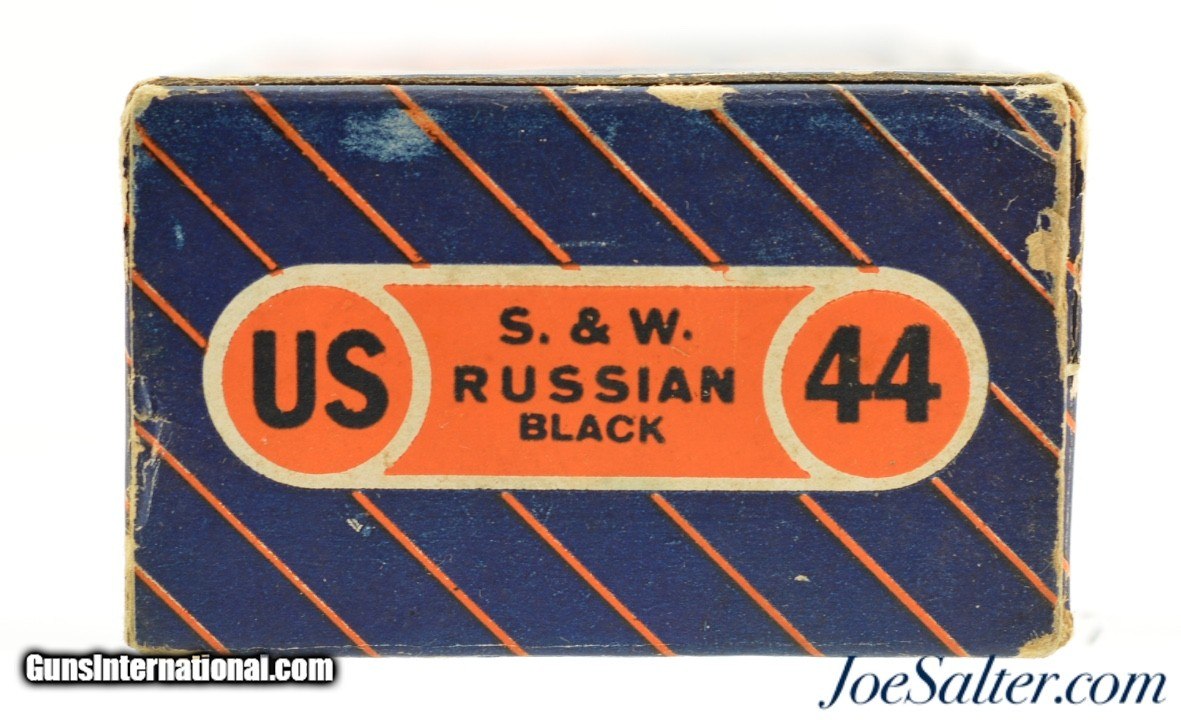 US
S. & W.
RUSSIAN
BLACK
44
GunsInternational.com
JoeSalter.com